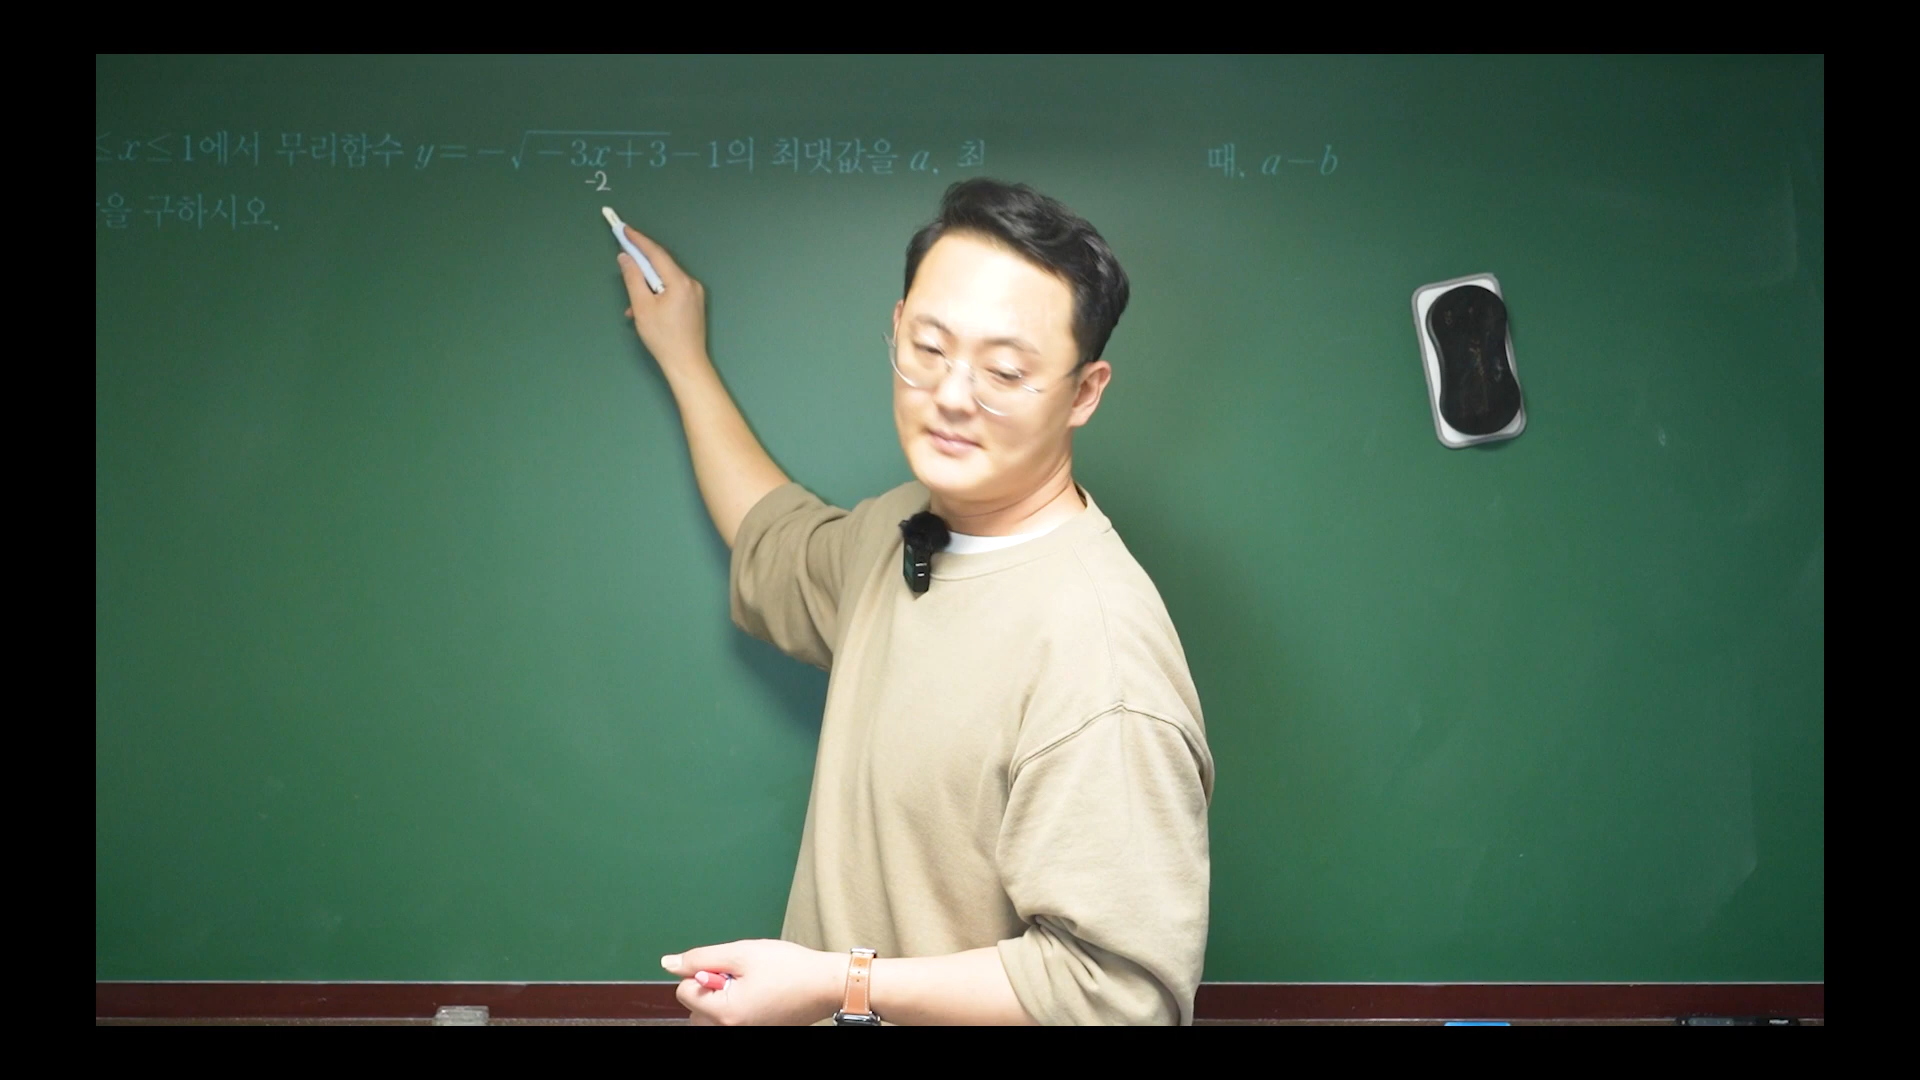 ≤x≤1에서 무리함수 y=-√(-3x+3)-1의 최댓값을 a, 최 때, a-b
-2
을 구하시오.